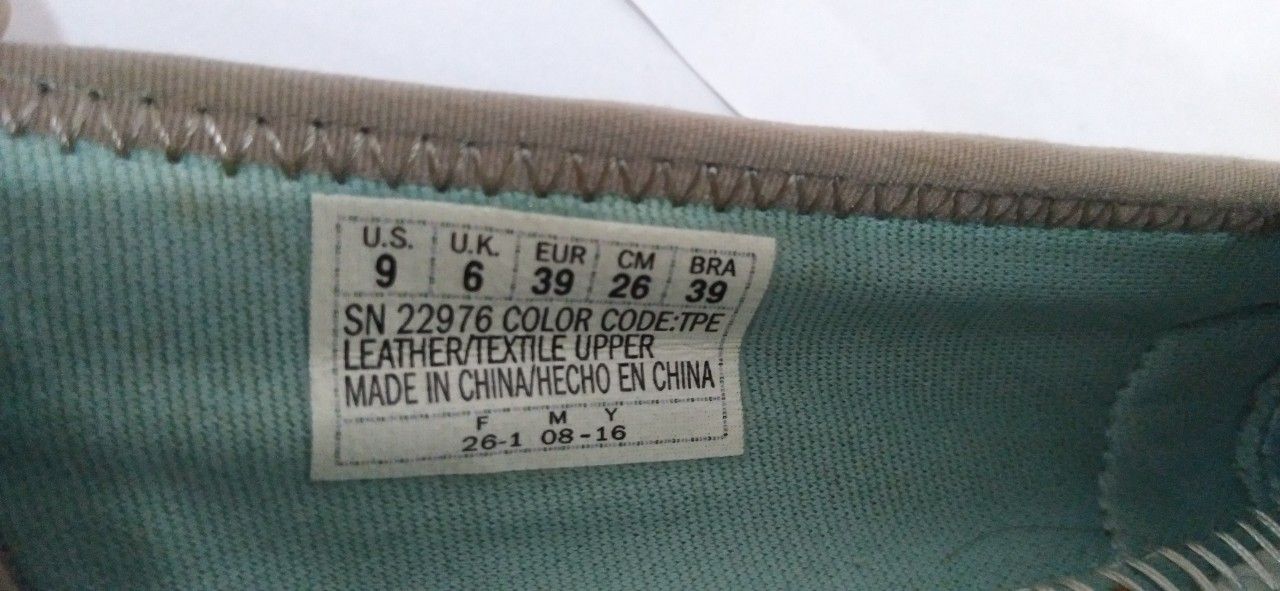 U.S. U.K. EUR CM BRA
9 6 39 26 39
SN 22976 COLOR CODE:TPE
LEATHER/TEXTILE UPPER
MADE IN CHINA/HECHO EN CHINA
F M Y
26-1 08-16